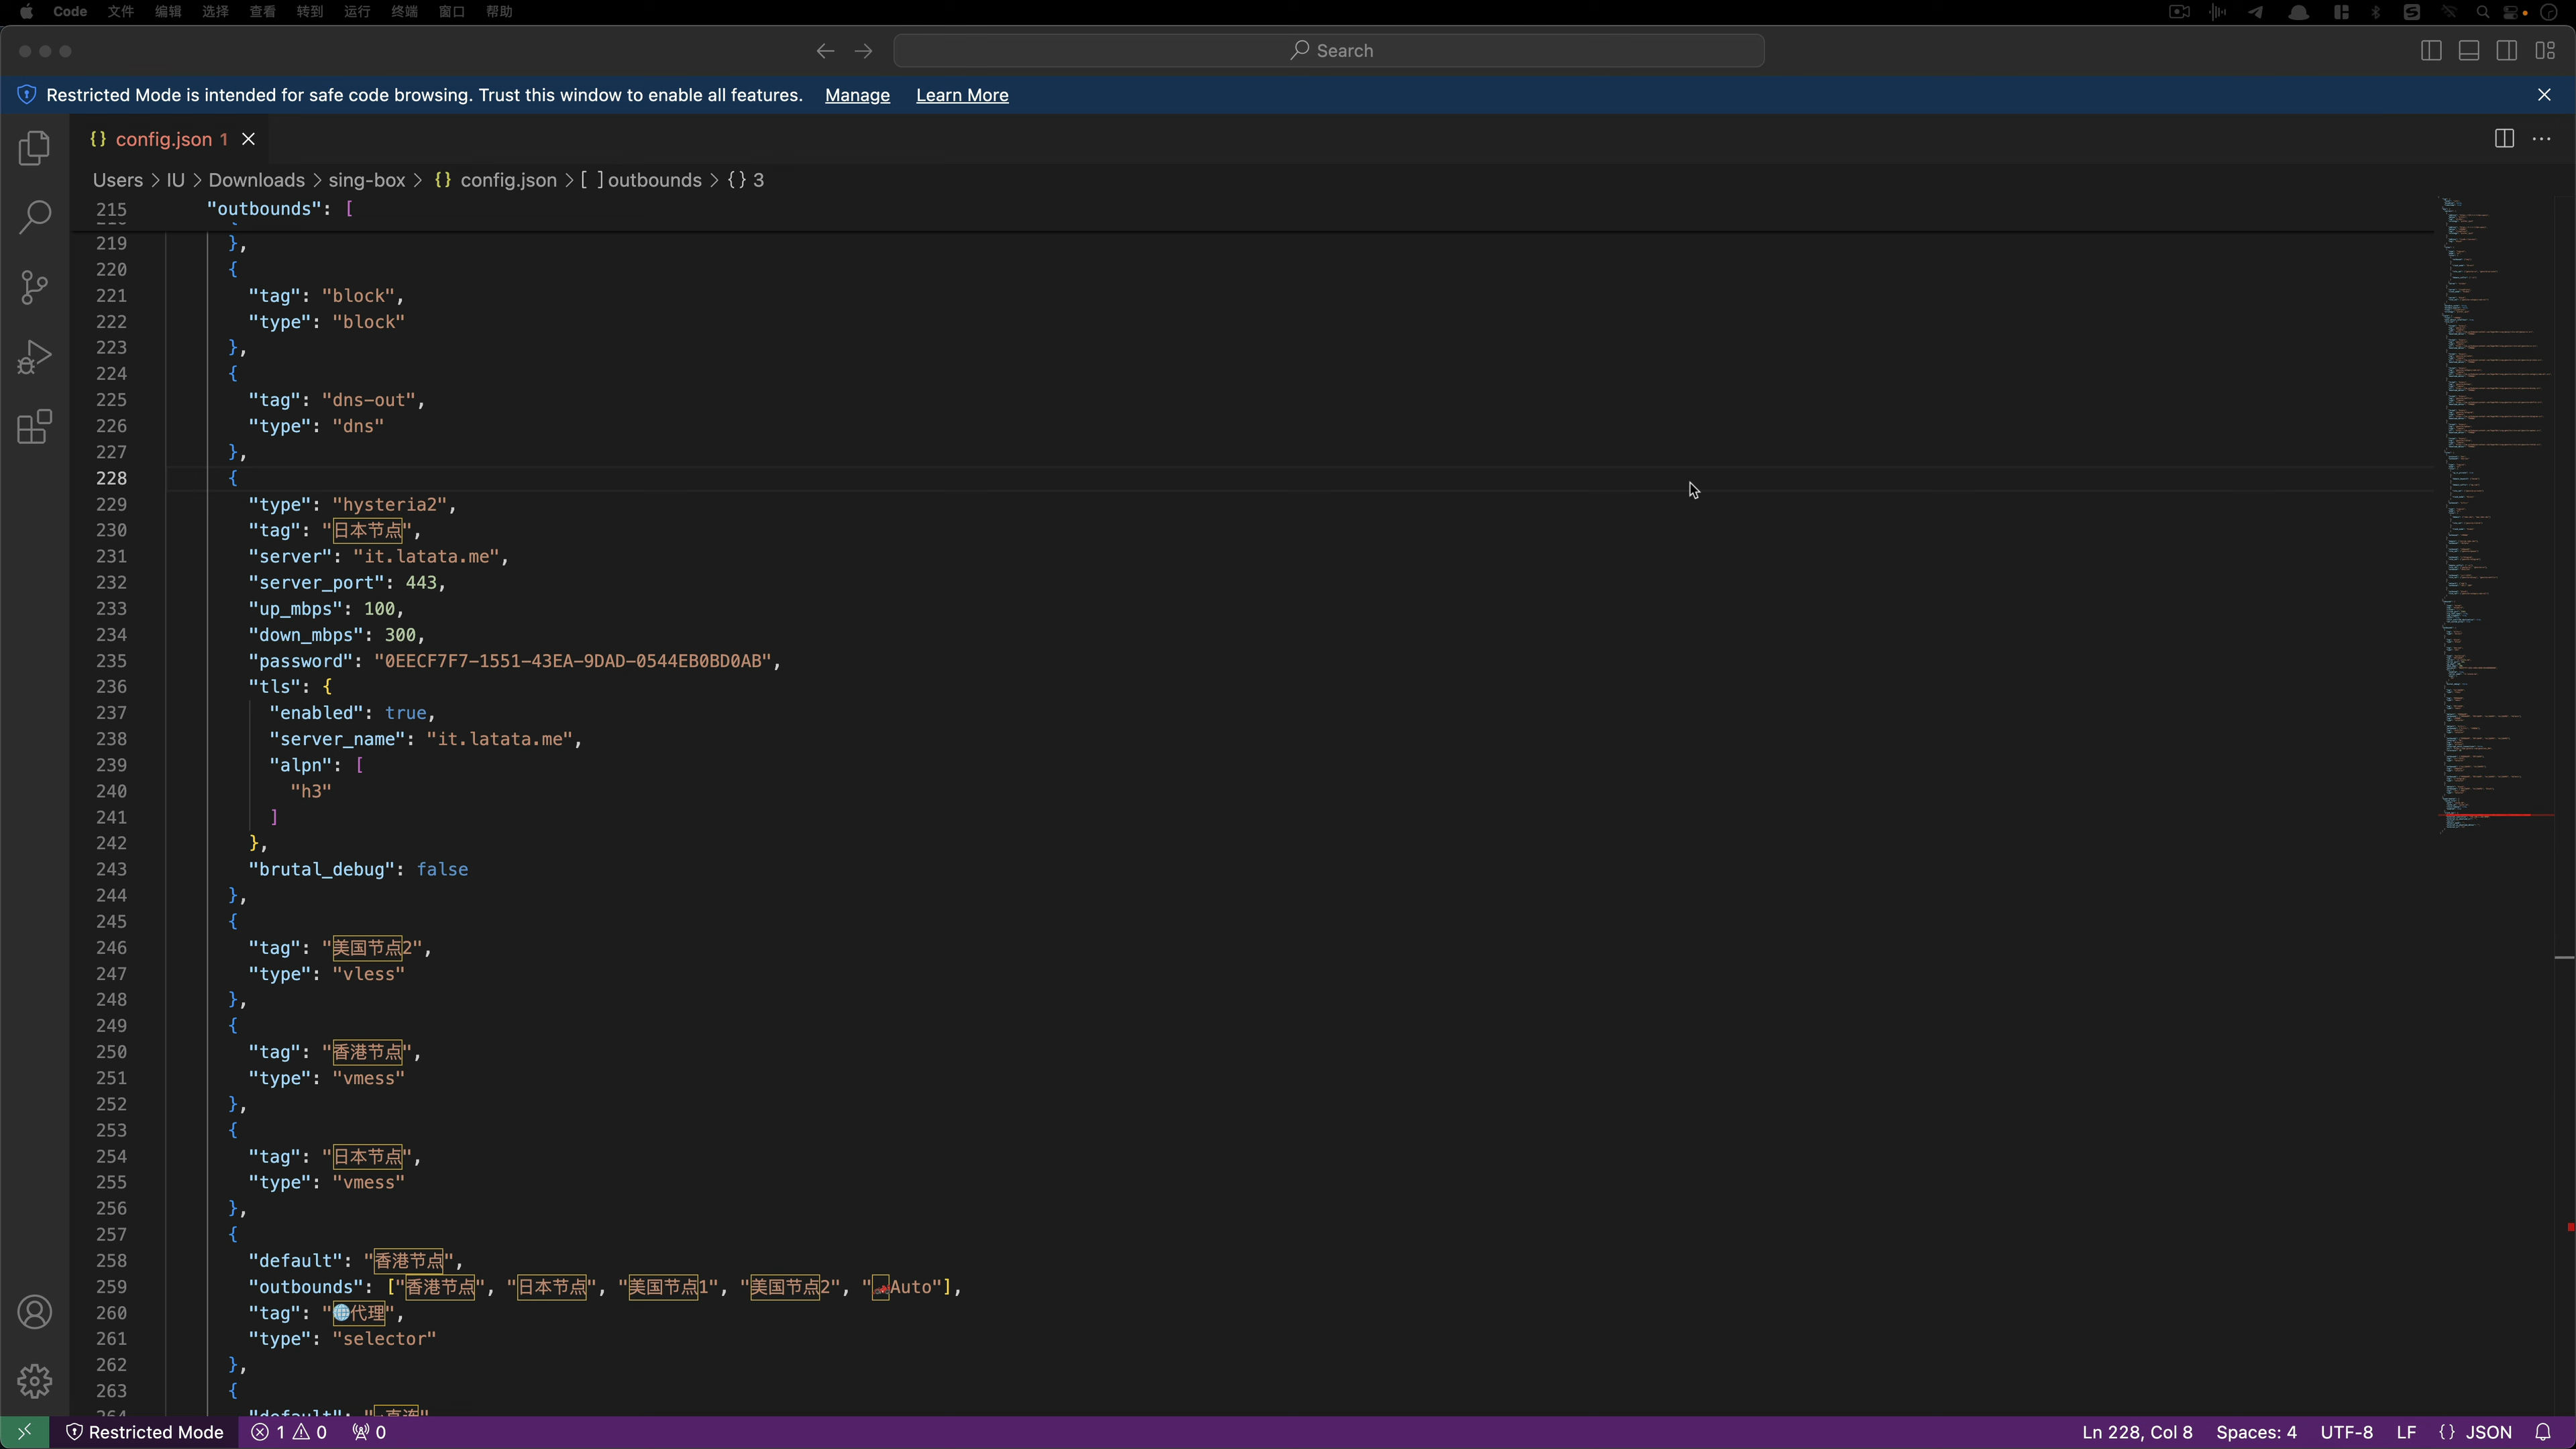 Code 文件 编辑 选择 查看 转到 运行 终端 窗口 帮助
Search
Restricted Mode is intended for safe code browsing. Trust this window to enable all features. Manage Learn More
{} config.json 1
Users > IU > Downloads > sing-box > {} config.json > [ ] outbounds > {} 3
215 "outbounds": [
219 },
220 {
221 "tag": "block",
222 "type": "block"
223 },
224 {
225 "tag": "dns-out",
226 "type": "dns"
227 },
228 {
229 "type": "hysteria2",
230 "tag": "日本节点",
231 "server": "it.latata.me",
232 "server_port": 443,
233 "up_mbps": 100,
234 "down_mbps": 300,
235 "password": "0EECF7F7-1551-43EA-9DAD-0544EB0BD0AB",
236 "tls": {
237 "enabled": true,
238 "server_name": "it.latata.me",
239 "alpn": [
240 "h3"
241 ]
242 },
243 "brutal_debug": false
244 },
245 {
246 "tag": "美国节点2",
247 "type": "vless"
248 },
249 {
250 "tag": "香港节点",
251 "type": "vmess"
252 },
253 {
254 "tag": "日本节点",
255 "type": "vmess"
256 },
257 {
258 "default": "香港节点",
259 "outbounds": ["香港节点", "日本节点", "美国节点1", "美国节点2", "🏎️Auto"],
260 "tag": "🌐代理",
261 "type": "selector"
262 },
263 {
Restricted Mode 1 0 0 Ln 228, Col 8 Spaces: 4 UTF-8 LF {} JSON